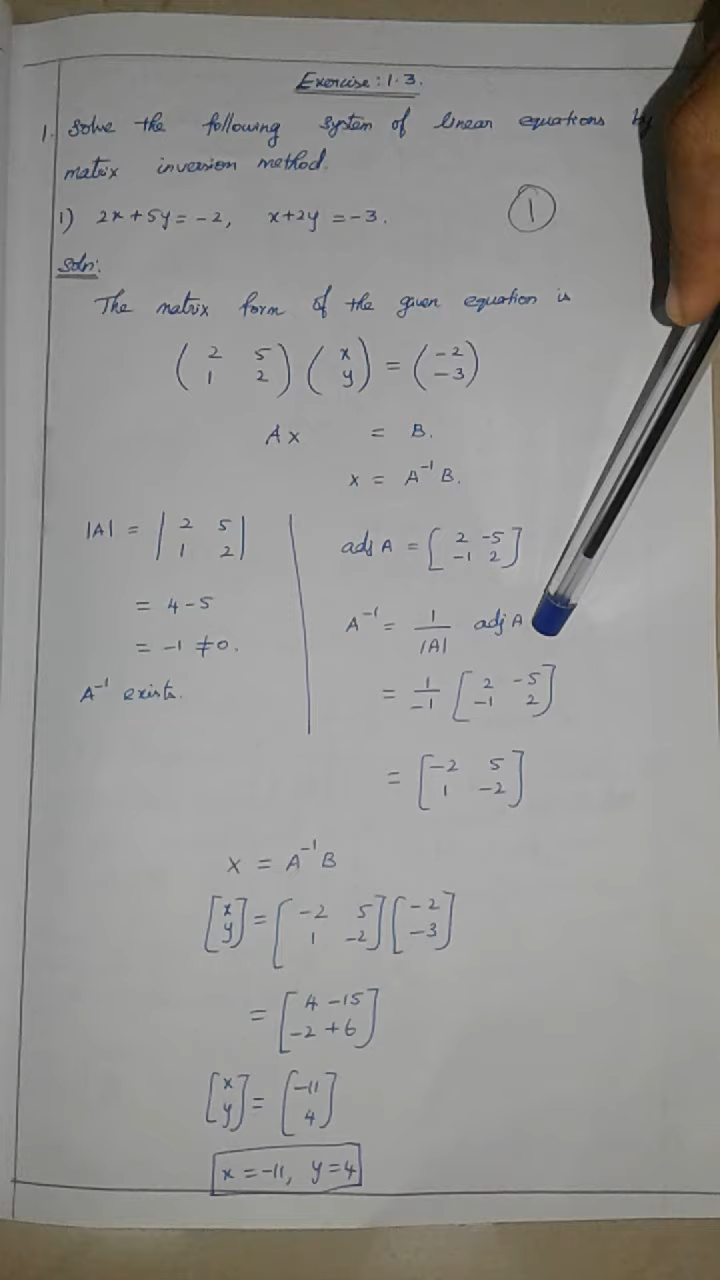 Exercise: 1.3.
1. Solve the following system of linear equations by
matrix inversion method.
1) 2x + 5y = -2, x + 2y = -3.
1
Soln:
The matrix form of the given equation is
( 2 5
1 2 ) ( x
y ) = ( -2
-3 )
Ax = B.
x = A⁻¹ B.
|A| = | 2 5
1 2 |
= 4 - 5
= -1 ≠ 0.
A⁻¹ exists.
adj A = [ 2 -5
-1 2 ]
A⁻¹ = 1/|A| adj A
= 1/-1 [ 2 -5
-1 2 ]
= [ -2 5
1 -2 ]
x = A⁻¹ B
[ x
y ] = [ -2 5
1 -2 ] [ -2
-3 ]
= [ 4 - 15
-2 + 6 ]
[ x
y ] = [ -11
4 ]
x = -11, y = 4